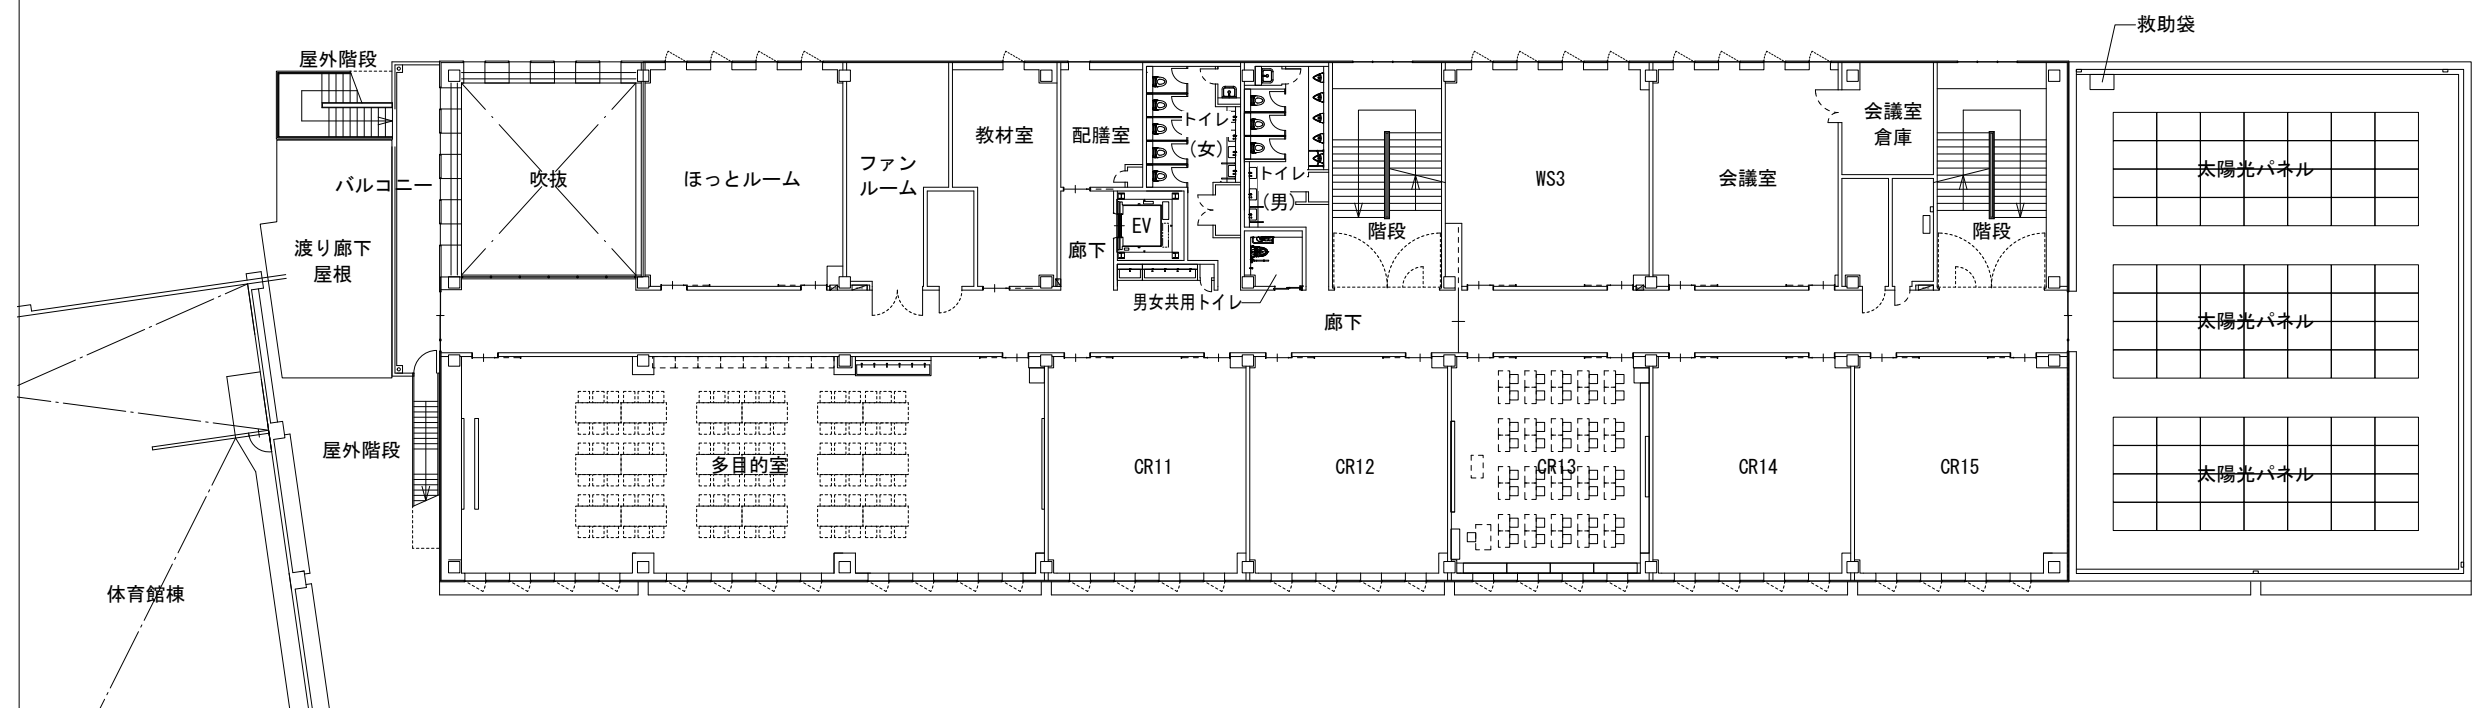 救助袋
屋外階段
バルコニー
吹抜
ほっとルーム
ファン
ルーム
教材室
配膳室
トイレ
(女)
トイレ
(男)
EV
廊下
男女共用トイレ
階段
WS3
会議室
会議室
倉庫
階段
太陽光パネル
渡り廊下
屋根
廊下
太陽光パネル
屋外階段
多目的室
CR11
CR12
CR13
CR14
CR15
太陽光パネル
体育館棟